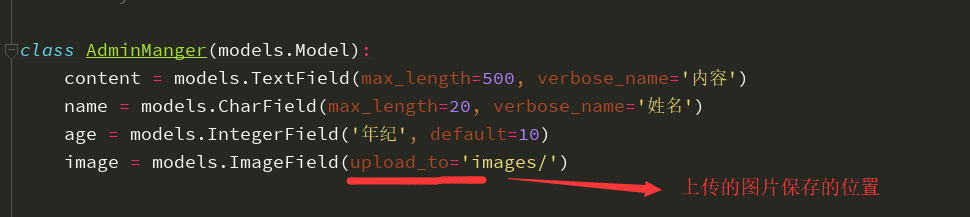 class AdminManger(models.Model):
content = models.TextField(max_length=500, verbose_name='内容')
name = models.CharField(max_length=20, verbose_name='姓名')
age = models.IntegerField('年纪', default=10)
image = models.ImageField(upload_to='images/')
上传的图片保存的位置